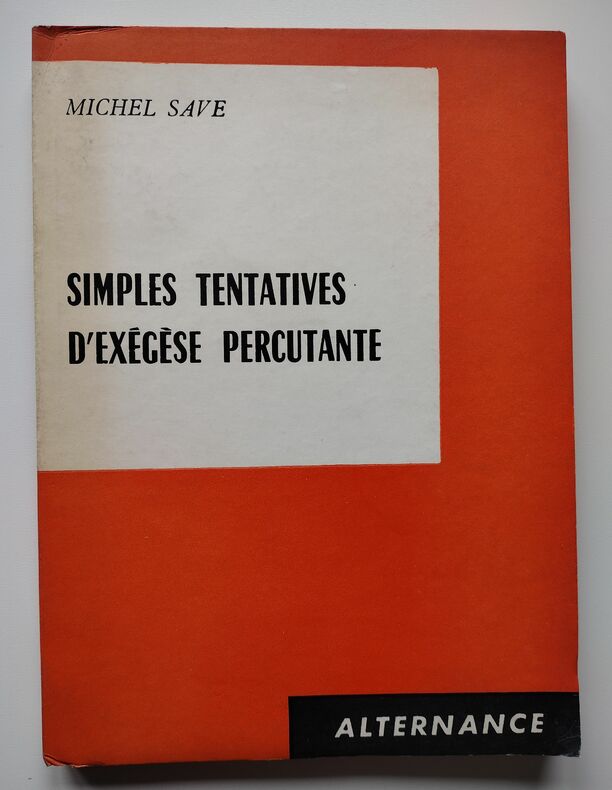 MICHEL SAVE
SIMPLES TENTATIVES
D'EXÉGÈSE PERCUTANTE
ALTERNANCE